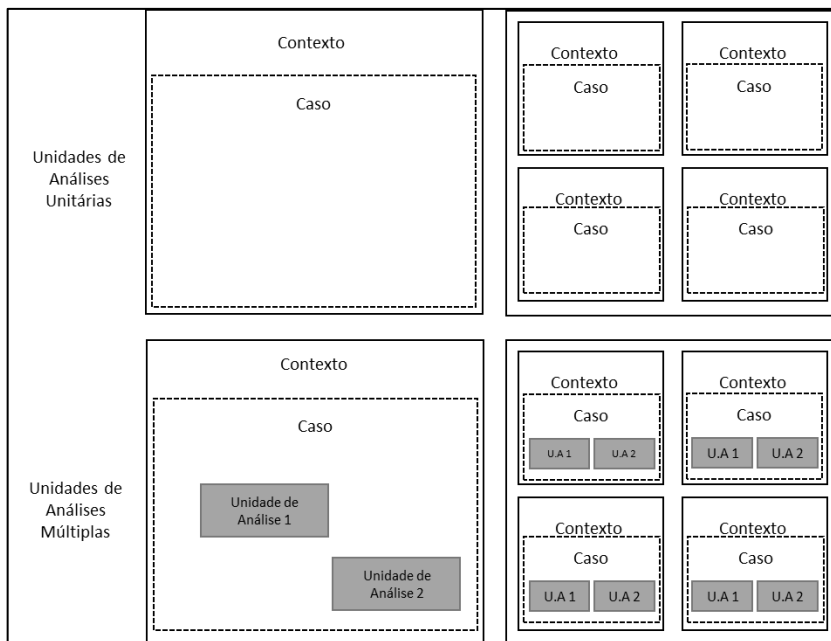 Contexto
Caso
Unidades de
Análises
Unitárias
Contexto
Caso
Contexto
Caso
Contexto
Caso
Contexto
Caso
Contexto
Caso
Unidades de
Análises
Múltiplas
Unidade de
Análise 1
Unidade de
Análise 2
Contexto
Caso
U.A 1
U.A 2
Contexto
Caso
U.A 1
U.A 2
Contexto
Caso
U.A 1
U.A 2
Contexto
Caso
U.A 1
U.A 2